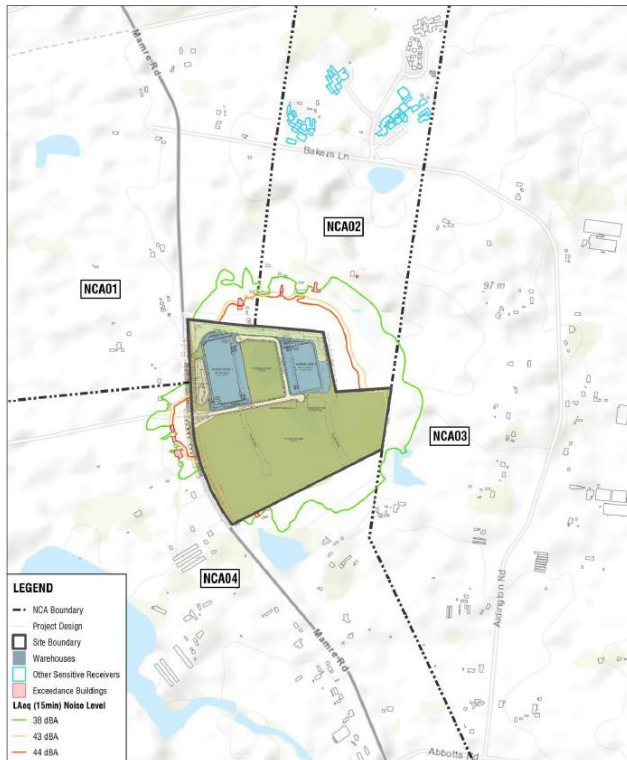 Mamre Rd
Bakers Ln
NCA02
NCA01
97 m
NCA03
NCA04
Aldington Rd
Mamre Rd
Abbotts Rd
LEGEND
NCA Boundary
Project Design
Site Boundary
Warehouses
Other Sensitive Receivers
Exceedance Buildings
LAeq (15min) Noise Level
38 dBA
43 dBA
44 dBA